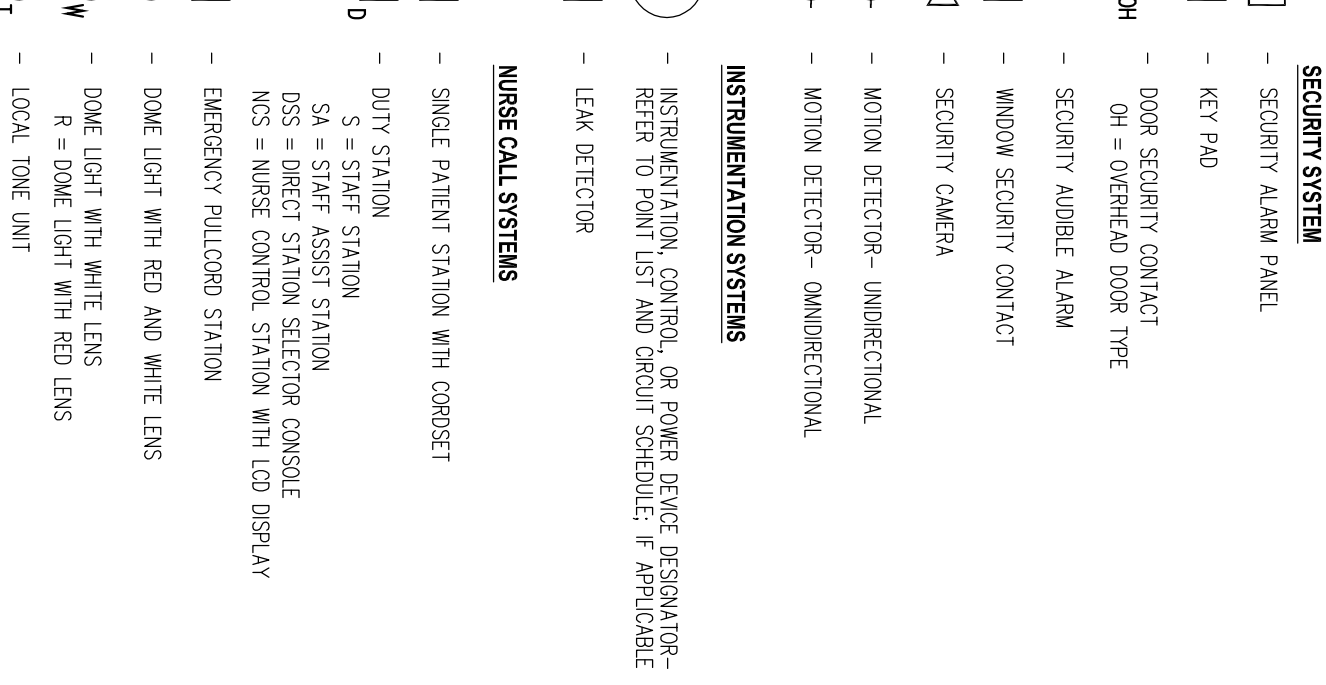 SECURITY SYSTEM
- SECURITY ALARM PANEL
- KEY PAD
OH - DOOR SECURITY CONTACT
OH = OVERHEAD DOOR TYPE
- SECURITY AUDIBLE ALARM
- WINDOW SECURITY CONTACT
- SECURITY CAMERA
- MOTION DETECTOR- UNIDIRECTIONAL
- MOTION DETECTOR- OMNIDIRECTIONAL
INSTRUMENTATION SYSTEMS
- INSTRUMENTATION, CONTROL, OR POWER DEVICE DESIGNATOR-
REFER TO POINT LIST AND CIRCUIT SCHEDULE; IF APPLICABLE
- LEAK DETECTOR
NURSE CALL SYSTEMS
- SINGLE PATIENT STATION WITH CORDSET
D - DUTY STATION
S = STAFF STATION
SA = STAFF ASSIST STATION
DSS = DIRECT STATION SELECTOR CONSOLE
NCS = NURSE CONTROL STATION WITH LCD DISPLAY
- EMERGENCY PULLCORD STATION
- DOME LIGHT WITH RED AND WHITE LENS
W - DOME LIGHT WITH WHITE LENS
R = DOME LIGHT WITH RED LENS
T - LOCAL TONE UNIT